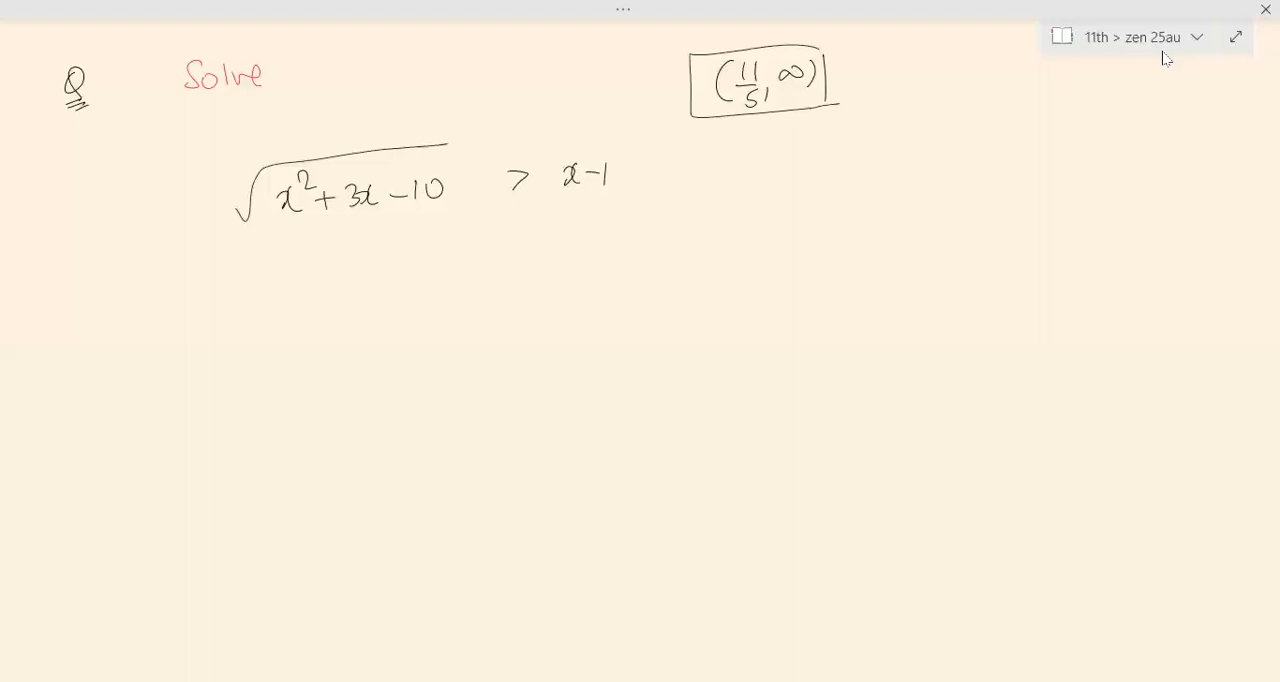 ...
11th > zen 25au
Q Solve (11/5, ∞)
√(x²+3x-10) > x-1